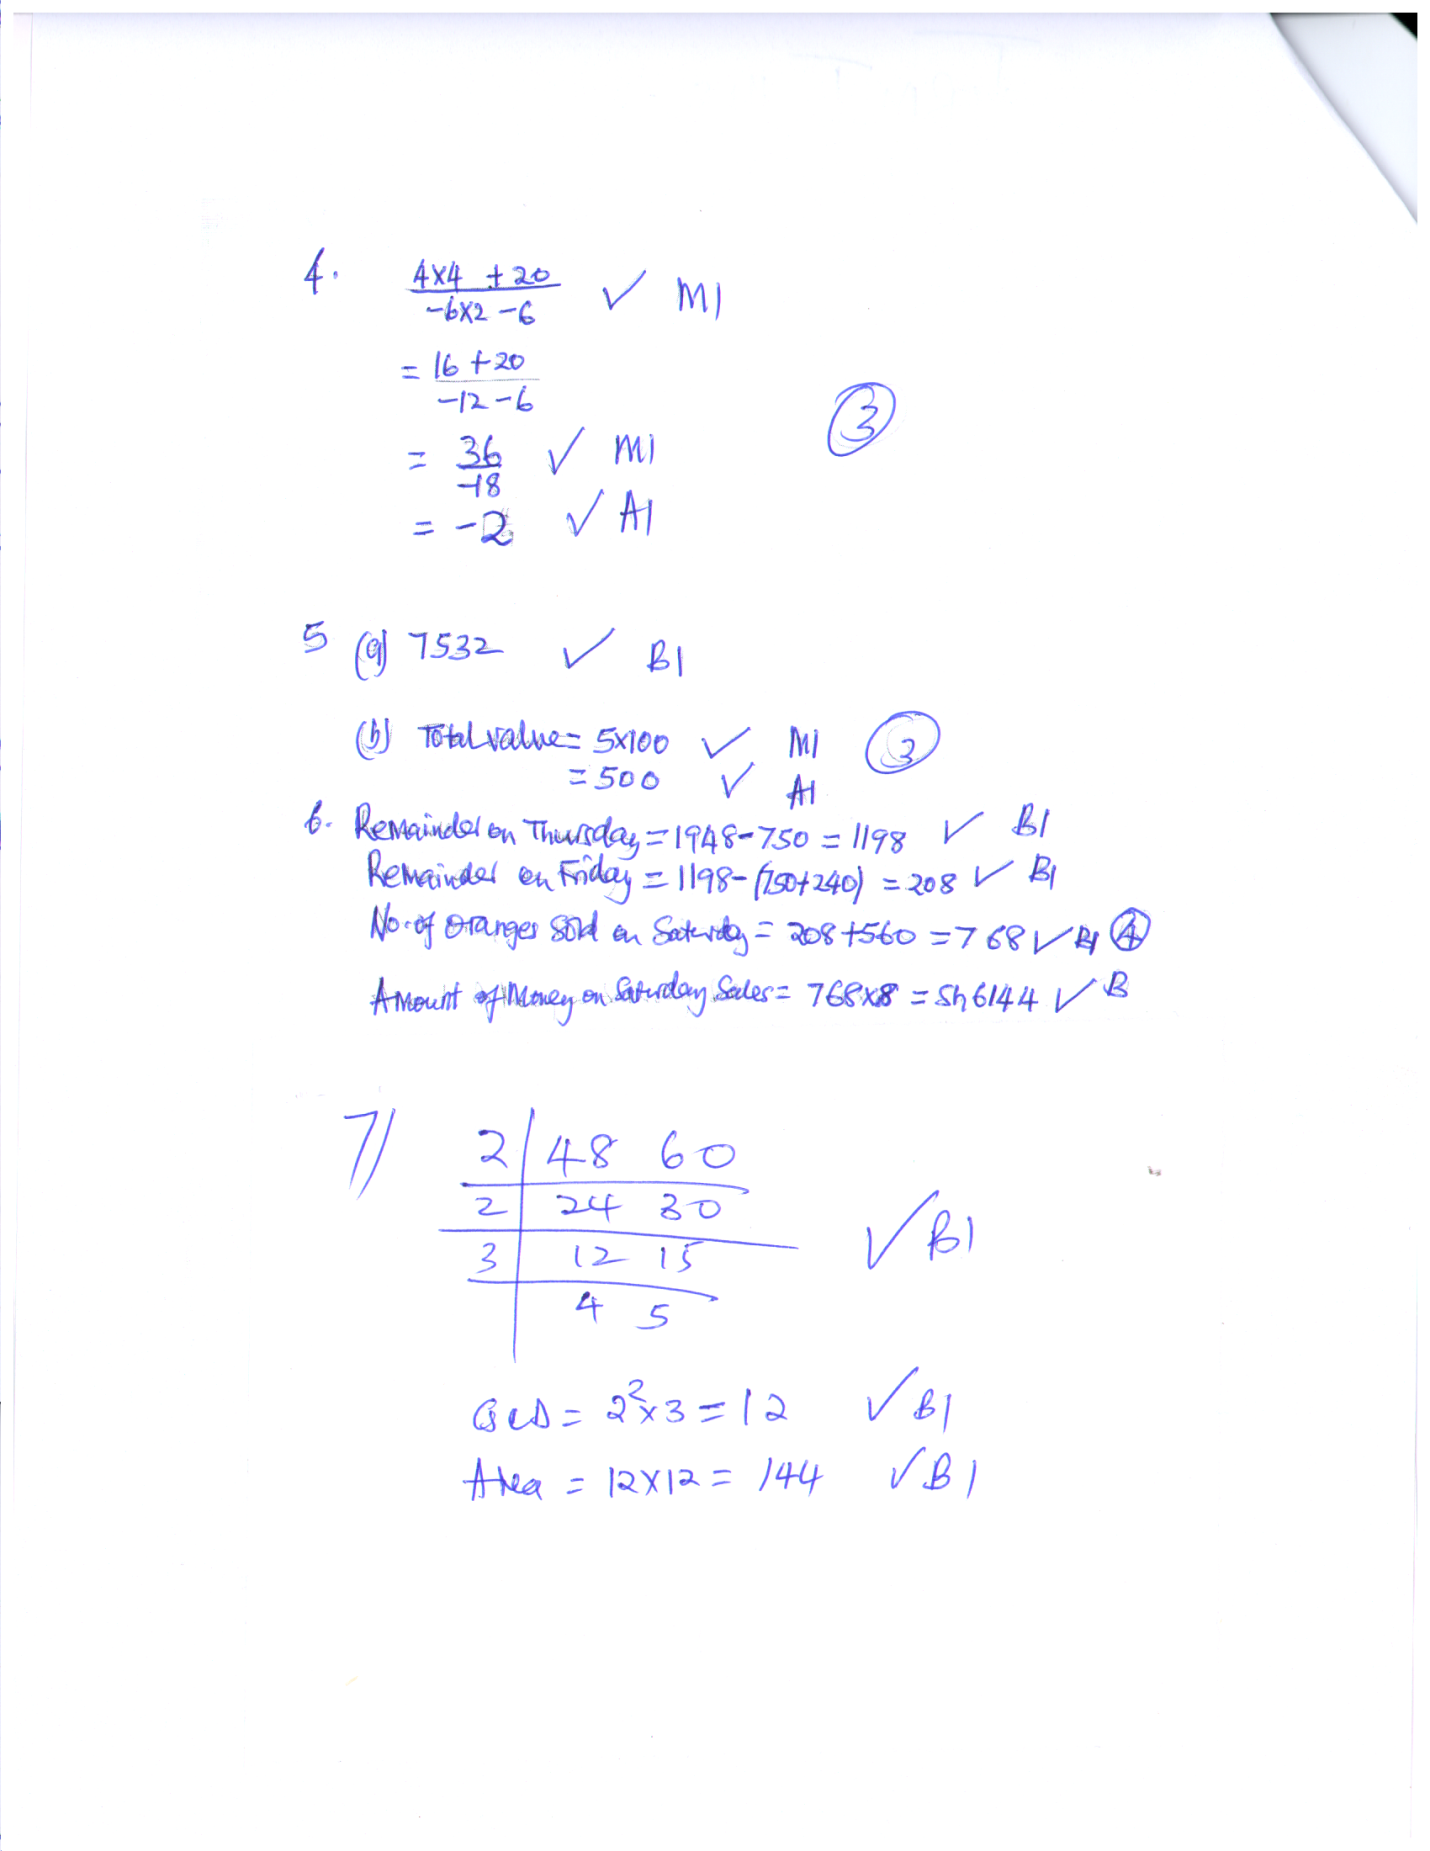 4. 4x4 + 20 ✓ M1
-6x2 -6
= 16 + 20
-12 -6
③
= 36 ✓ M1
-18
= -2 ✓ A1
5 (a) 7532 ✓ B1
(b) Total value = 5x100 ✓ M1 ③
= 500 ✓ A1
6. Remainder on Thursday = 1948-750 = 1198 ✓ B1
Remainder on Friday = 1198-(750+240) = 208 ✓ B1
No. of oranges sold on Saturday = 208+560 = 768 ✓ B1 ④
Amount of Money on Saturday Sales = 768x8 = Sh 6144 ✓ B
7) 2 48 60
2 24 30
3 12 15 ✓ B1
4 5
GCD = 2²x3 = 12 ✓ B1
Area = 12x12 = 144 ✓ B1